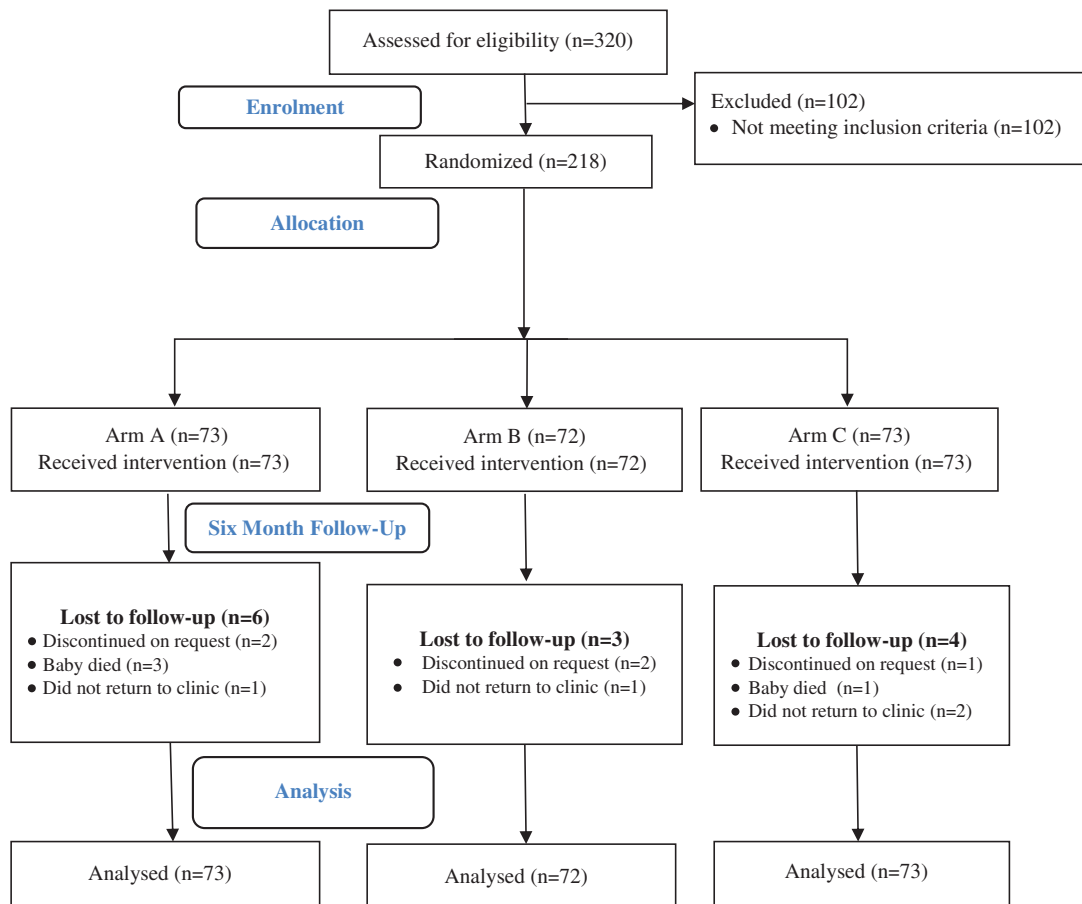 Assessed for eligibility (n=320)
Enrolment
Excluded (n=102)
● Not meeting inclusion criteria (n=102)
Randomized (n=218)
Allocation
Arm A (n=73)
Received intervention (n=73)
Arm B (n=72)
Received intervention (n=72)
Arm C (n=73)
Received intervention (n=73)
Six Month Follow-Up
Lost to follow-up (n=6)
● Discontinued on request (n=2)
● Baby died (n=3)
● Did not return to clinic (n=1)
Lost to follow-up (n=3)
● Discontinued on request (n=2)
● Did not return to clinic (n=1)
Lost to follow-up (n=4)
● Discontinued on request (n=1)
● Baby died (n=1)
● Did not return to clinic (n=2)
Analysis
Analysed (n=73)
Analysed (n=72)
Analysed (n=73)